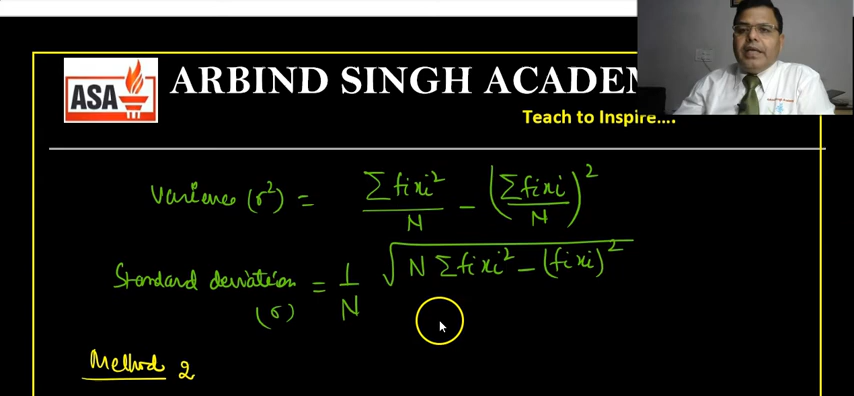 ASA
ARBIND SINGH ACADEM
Teach to Inspire....
Variance (σ²) = Σfixi²/N − (Σfixi/N)²
Standard deviation (σ) = 1/N √(N Σfixi² − (fixi)²)
Method 2